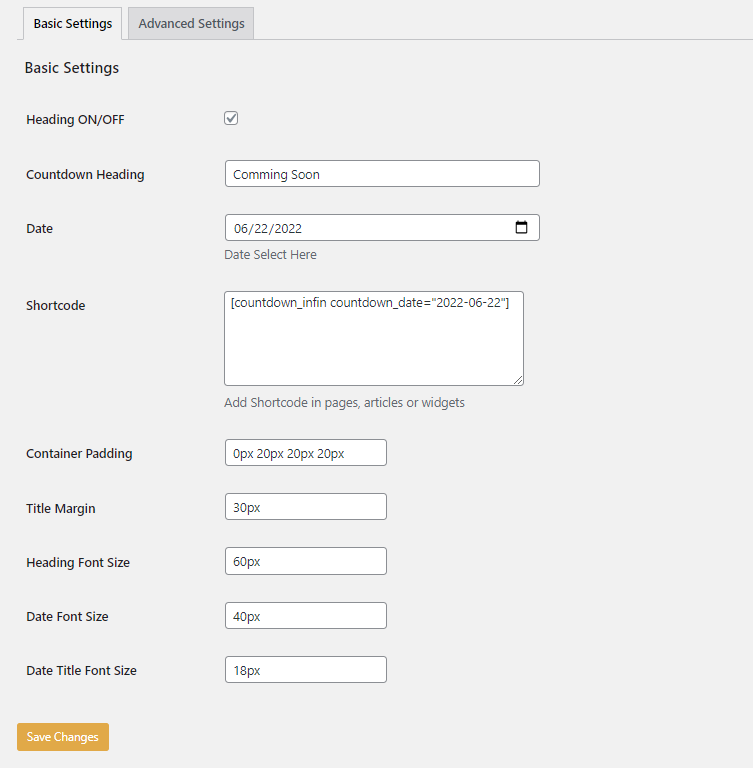 Basic Settings
Advanced Settings
Basic Settings
Heading ON/OFF
Countdown Heading
Comming Soon
Date
06/22/2022
Date Select Here
Shortcode
[countdown_infin countdown_date="2022-06-22"]
Add Shortcode in pages, articles or widgets
Container Padding
0px 20px 20px 20px
Title Margin
30px
Heading Font Size
60px
Date Font Size
40px
Date Title Font Size
18px
Save Changes